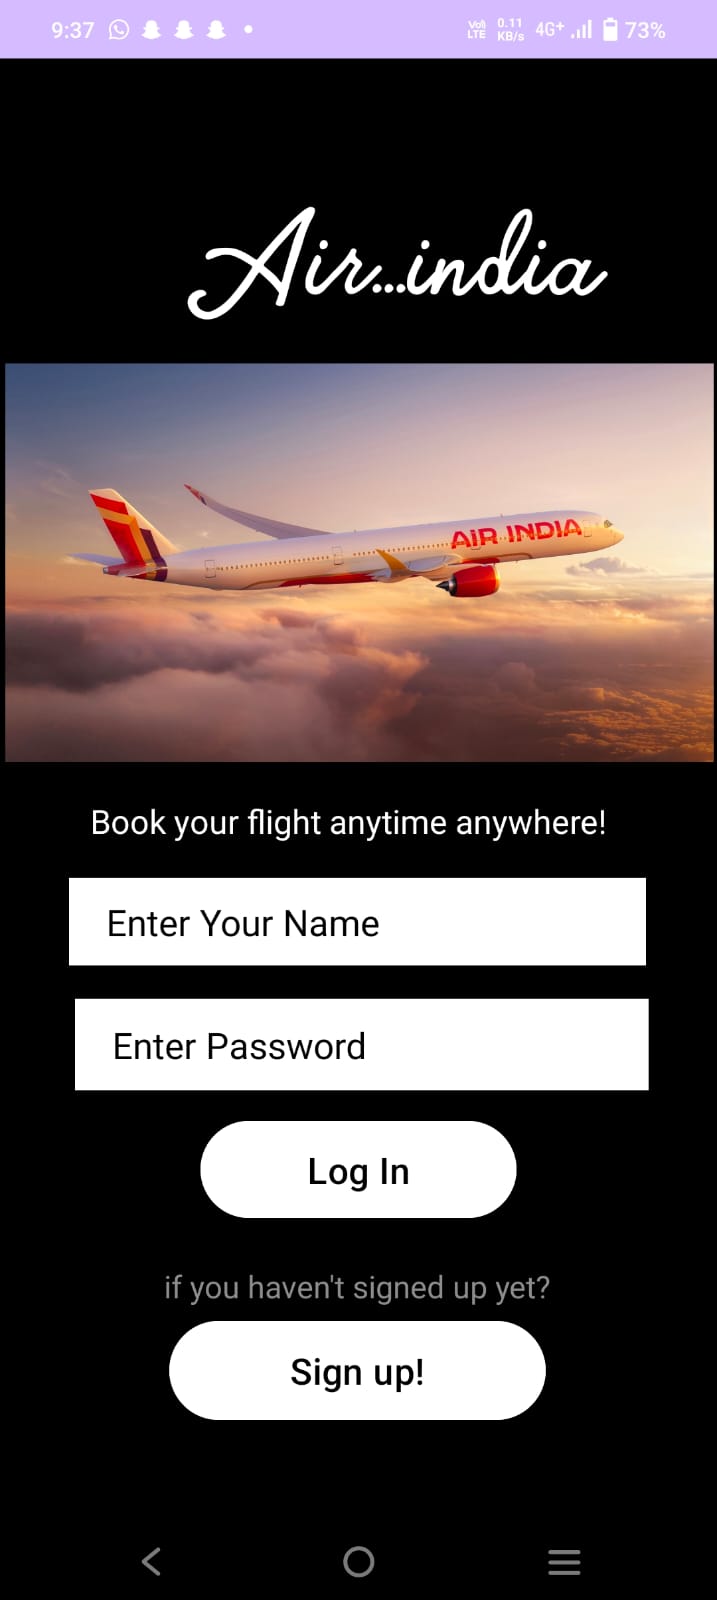 9:37 Vo) LTE 0.11 KB/s 4G+ 73%
Air...india
AIR INDIA
Book your flight anytime anywhere!
Enter Your Name
Enter Password
Log In
if you haven't signed up yet?
Sign up!